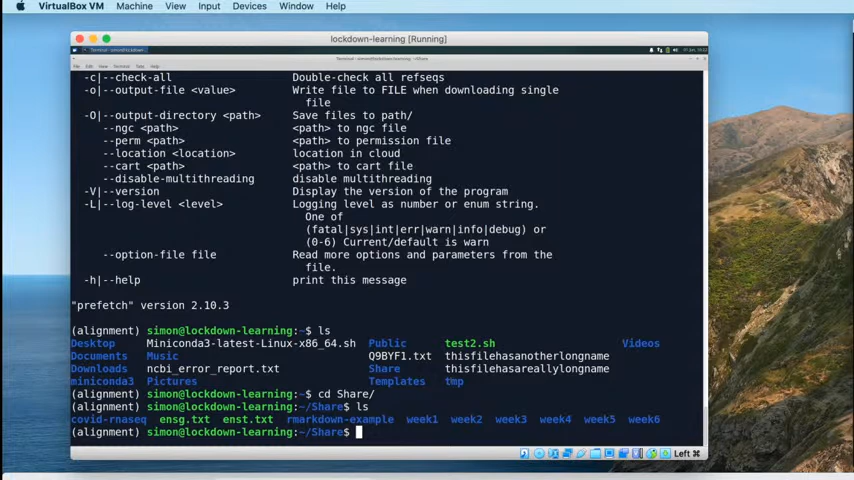 VirtualBox VM Machine View Input Devices Window Help
lockdown-learning [Running]
-c|--check-all Double-check all refseqs
-o|--output-file <value> Write file to FILE when downloading single
file
-O|--output-directory <path> Save files to path/
--ngc <path> <path> to ngc file
--perm <path> <path> to permission file
--location <location> location in cloud
--cart <path> <path> to cart file
--disable-multithreading disable multithreading
-V|--version Display the version of the program
-L|--log-level <level> Logging level as number or enum string.
One of
(fatal|sys|int|err|warn|info|debug) or
(0-6) Current/default is warn
--option-file file Read more options and parameters from the
file.
-h|--help print this message
"prefetch" version 2.10.3
(alignment) simon@lockdown-learning:~$ ls
Desktop Miniconda3-latest-Linux-x86_64.sh Public test2.sh Videos
Documents Music Q9BYF1.txt thisfilehasanotherlongname
Downloads ncbi_error_report.txt Share thisfilehasareallylongname
miniconda3 Pictures Templates tmp
(alignment) simon@lockdown-learning:~$ cd Share/
(alignment) simon@lockdown-learning:~/Share$ ls
covid-rnaseq ensg.txt enst.txt rmarkdown-example week1 week2 week3 week4 week5 week6
(alignment) simon@lockdown-learning:~/Share$
Left ⌘